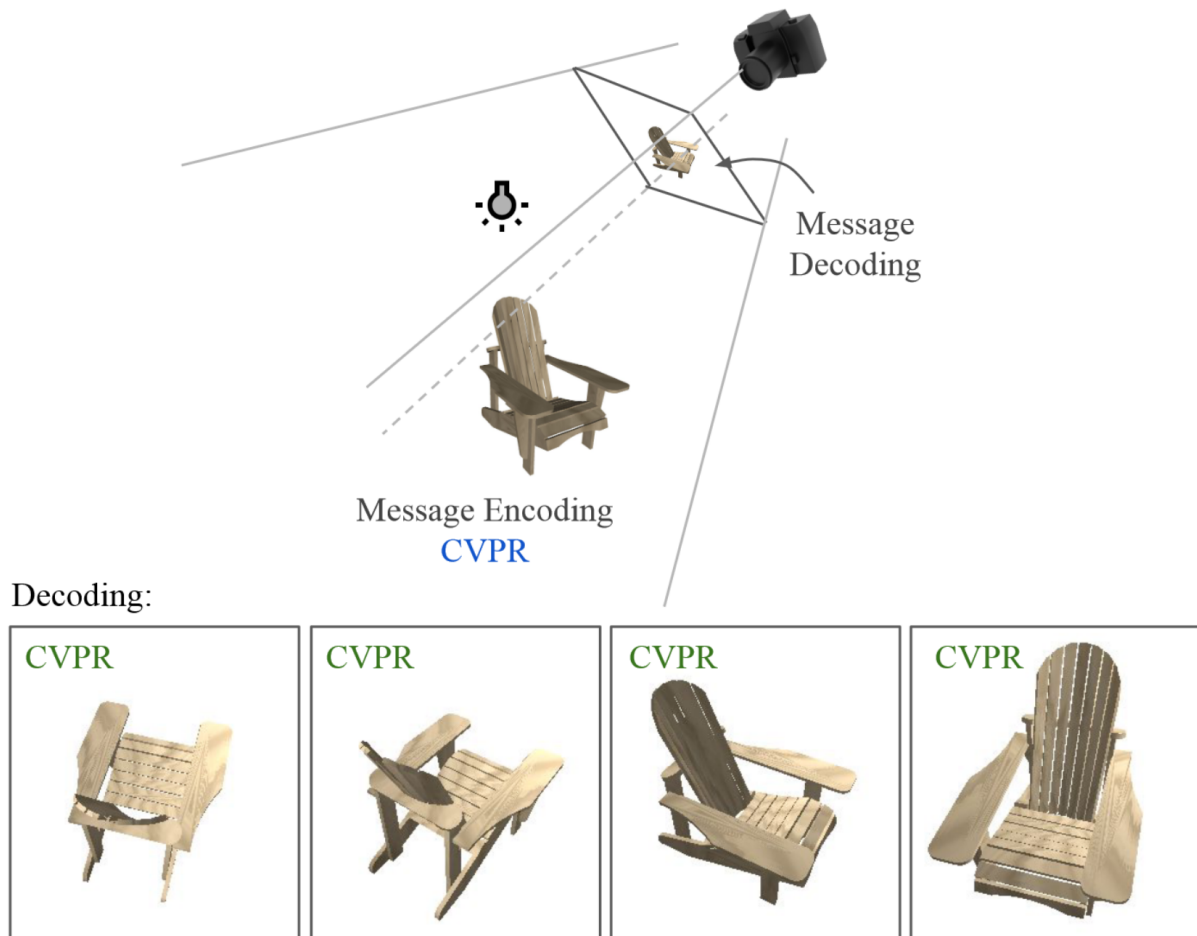 Message
Decoding
Message Encoding
CVPR
Decoding:
CVPR
CVPR
CVPR
CVPR